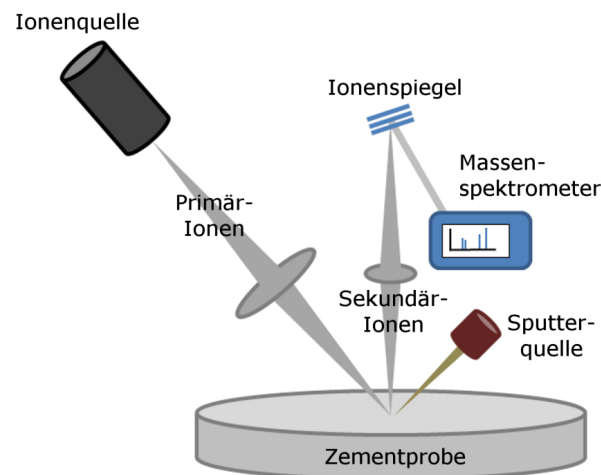 Ionenquelle
Ionenspiegel
Massen-
spektrometer
Primär-
Ionen
Sekundär-
Ionen
Sputter-
quelle
Zementprobe